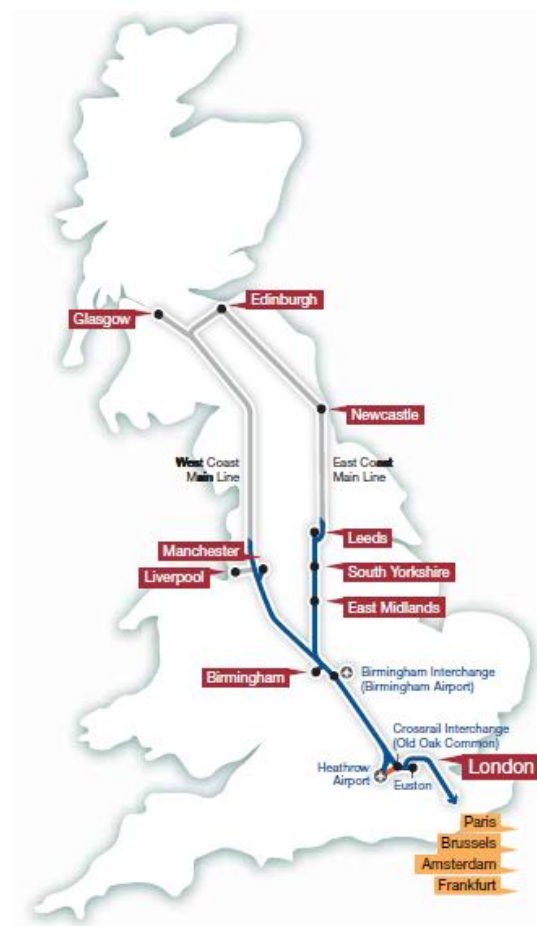 Edinburgh
Glasgow
Newcastle
West Coast
Main Line
East Coast
Main Line
Leeds
Manchester
Liverpool
South Yorkshire
East Midlands
Birmingham
Birmingham Interchange
(Birmingham Airport)
Crossrail Interchange
(Old Oak Common)
London
Heathrow
Airport
Euston
Paris
Brussels
Amsterdam
Frankfurt